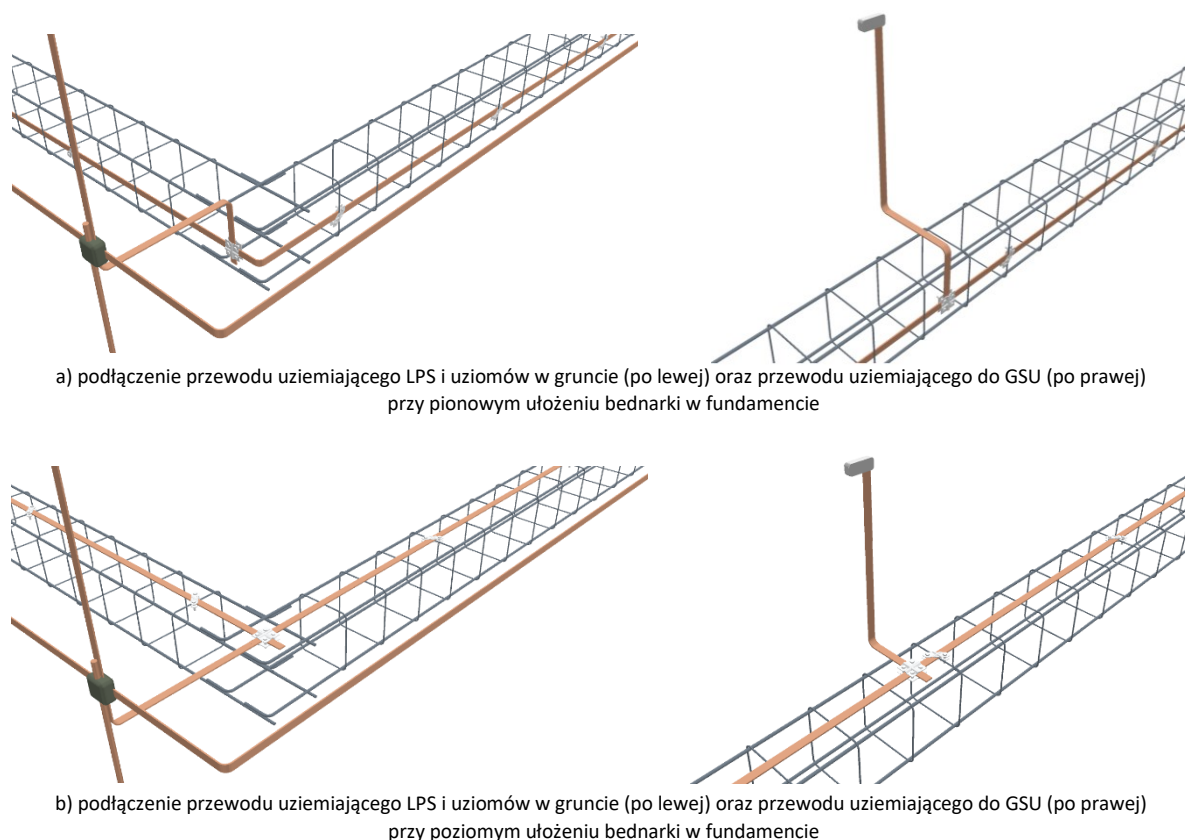 a) podłączenie przewodu uziemiającego LPS i uziomów w gruncie (po lewej) oraz przewodu uziemiającego do GSU (po prawej)
przy pionowym ułożeniu bednarki w fundamencie
b) podłączenie przewodu uziemiającego LPS i uziomów w gruncie (po lewej) oraz przewodu uziemiającego do GSU (po prawej)
przy poziomym ułożeniu bednarki w fundamencie